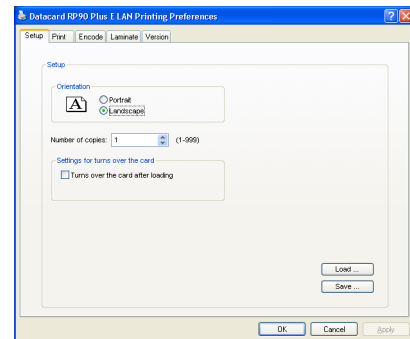 Datacard RP90 Plus E LAN Printing Preferences
Setup Print Encode Laminate Version
Setup
Orientation
A
Portrait
Landscape
Number of copies: 1 (1-999)
Settings for turns over the card
Turns over the card after loading
Load ...
Save ...
OK Cancel Apply